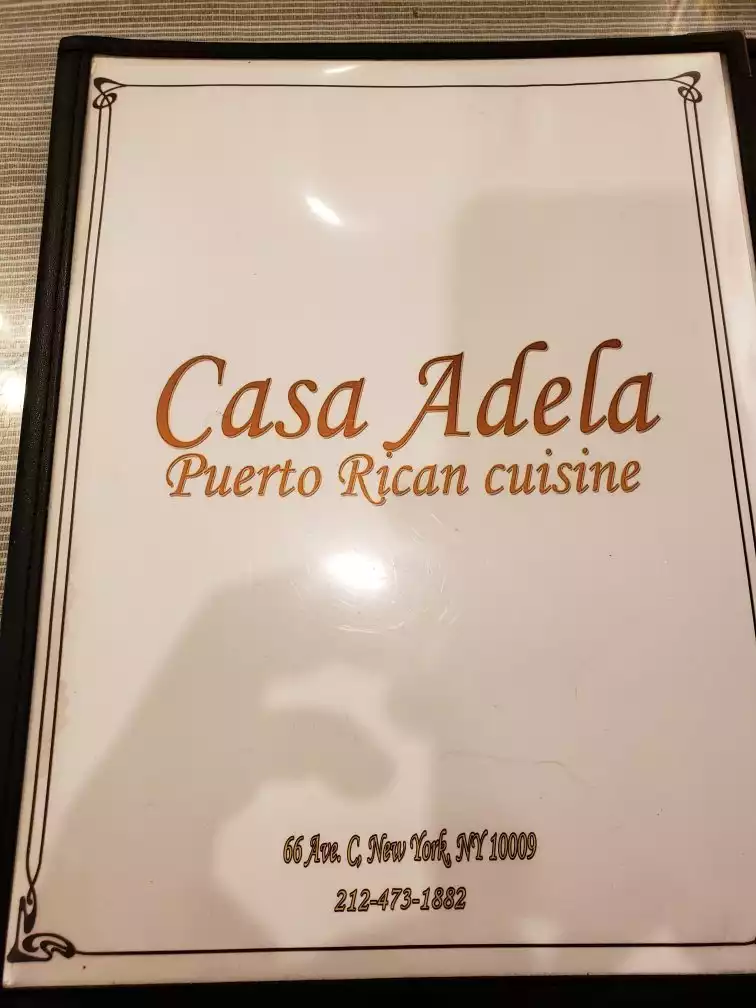 Casa Adela
Puerto Rican cuisine
66 Ave. C, New York, NY 10009
212-473-1882